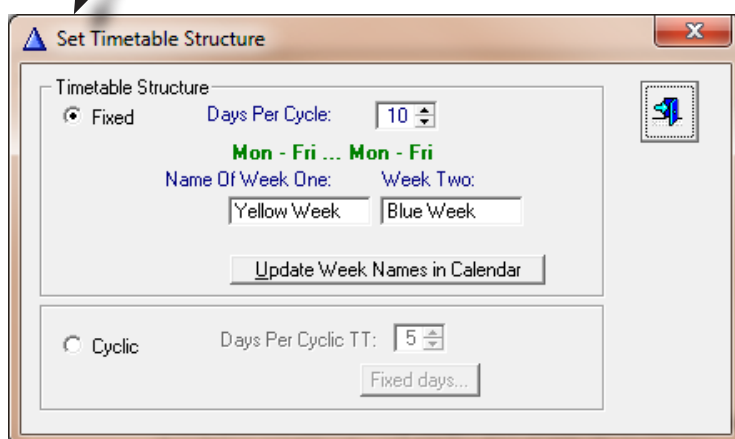 Set Timetable Structure
Timetable Structure
Fixed Days Per Cycle: 10
Mon - Fri ... Mon - Fri
Name Of Week One: Week Two:
Yellow Week Blue Week
Update Week Names in Calendar
Cyclic Days Per Cyclic TT: 5
Fixed days...